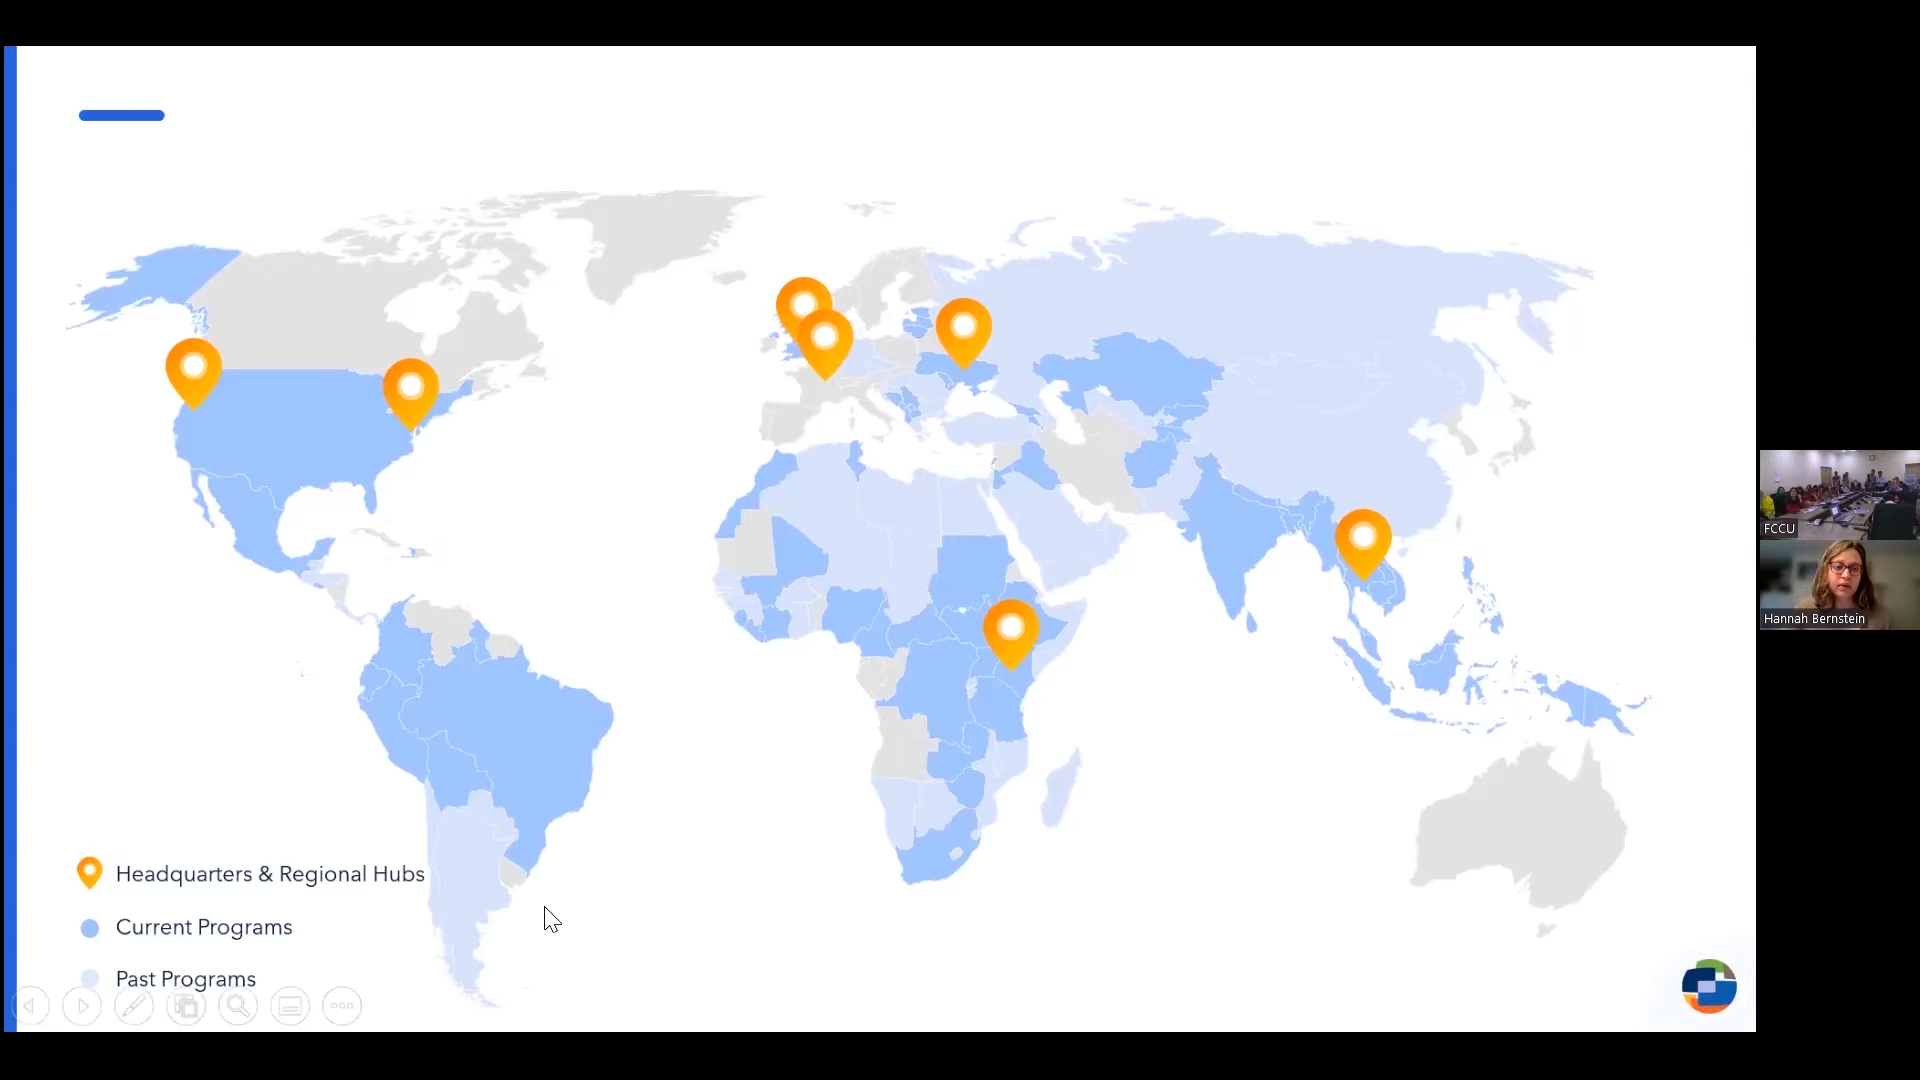 Headquarters & Regional Hubs
Current Programs
Past Programs
FCCU
Hannah Bernstein